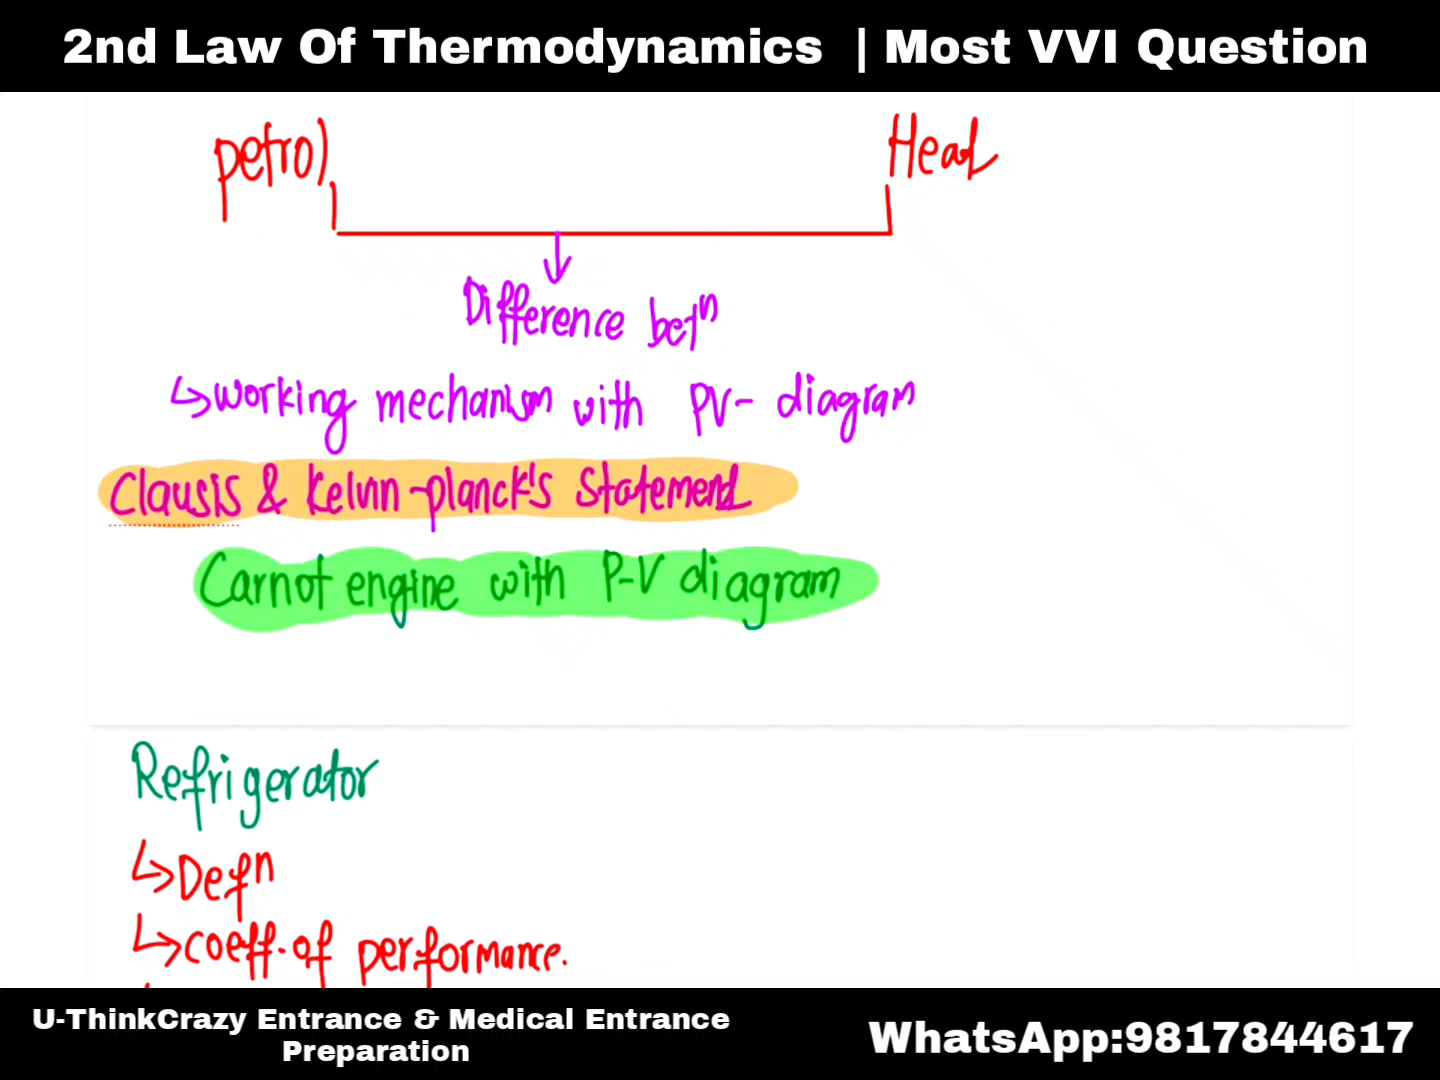 2nd Law Of Thermodynamics | Most VVI Question
petrol Heat
Difference betn
↳working mechanism with PV- diagram
Clausis & Kelvin-planck's Statement
Carnot engine with P-V diagram
Refrigerator
↳Defn
↳coeff.of performance.
U-ThinkCrazy Entrance & Medical Entrance
Preparation
WhatsApp:9817844617